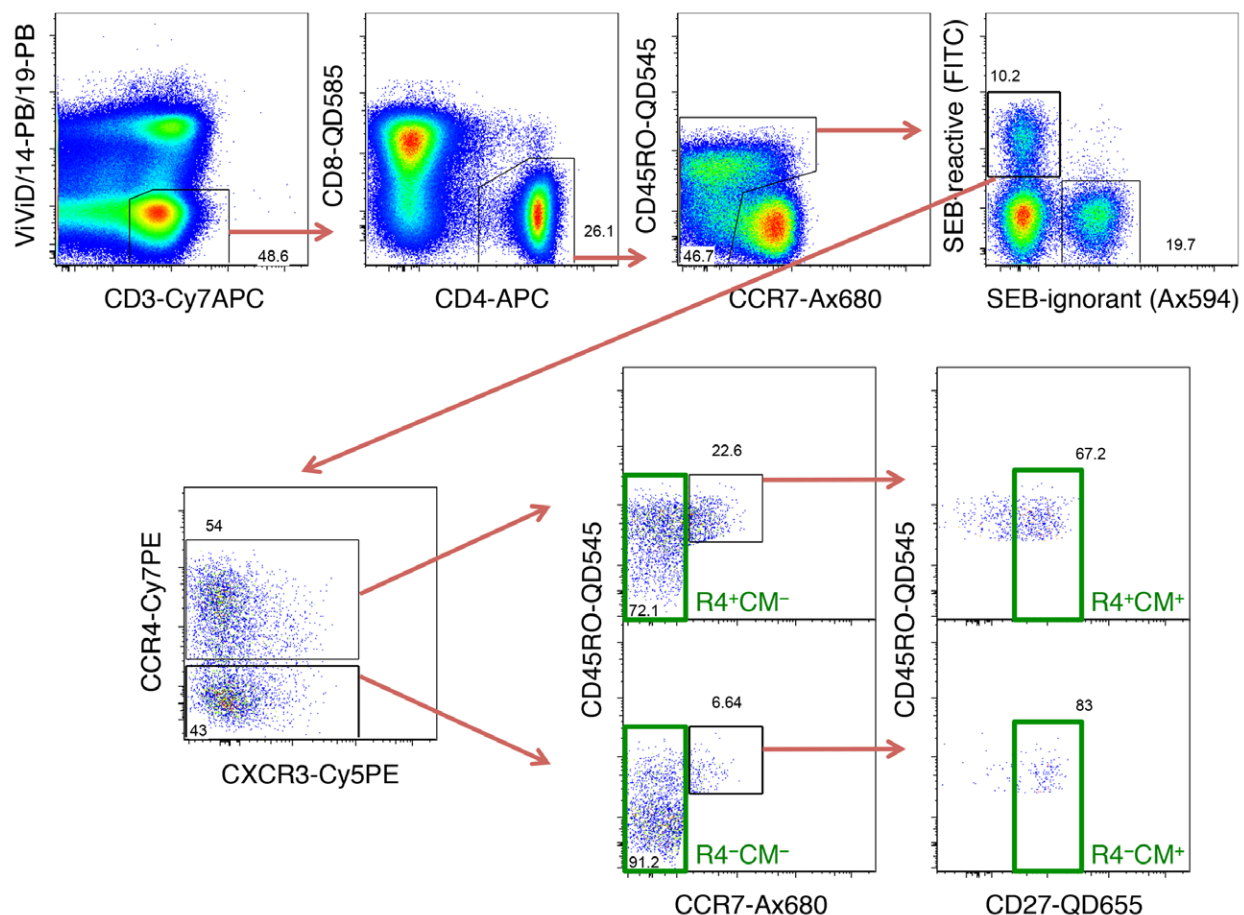 ViViD/14-PB/19-PB
48.6
CD3-Cy7APC
CD8-QD585
26.1
CD4-APC
CD45RO-QD545
46.7
CCR7-Ax680
SEB-reactive (FITC)
10.2
19.7
SEB-ignorant (Ax594)
CCR4-Cy7PE
54
43
CXCR3-Cy5PE
CD45RO-QD545
22.6
72.1
R4⁺CM⁻
6.64
91.2
R4⁻CM⁻
CCR7-Ax680
CD45RO-QD545
67.2
R4⁺CM⁺
83
R4⁻CM⁺
CD27-QD655